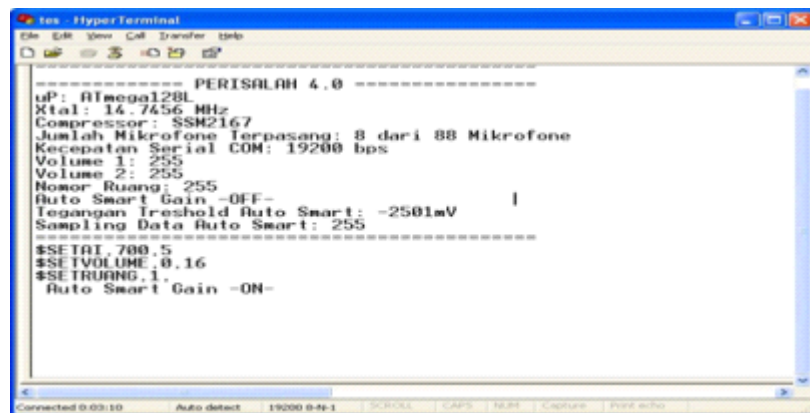 tes - HyperTerminal
File Edit View Call Transfer Help
-------------- PERISALAH 4.0 -----------------
uP: ATmega128L
Xtal: 14.7456 MHz
Compressor: SSM2167
Jumlah Mikrofone Terpasang: 8 dari 88 Mikrofone
Kecepatan Serial COM: 19200 bps
Volume 1: 255
Volume 2: 255
Nomor Ruang: 255
Auto Smart Gain -OFF-
Tegangan Treshold Auto Smart: -2501mV
Sampling Data Auto Smart: 255
$SETAI,700,5
$SETVOLUME,0,16
$SETRUANG,1,
Auto Smart Gain -ON-
Connected 0:03:10 Auto detect 19200 8-N-1 SCROLL CAPS NUM Capture Print echo